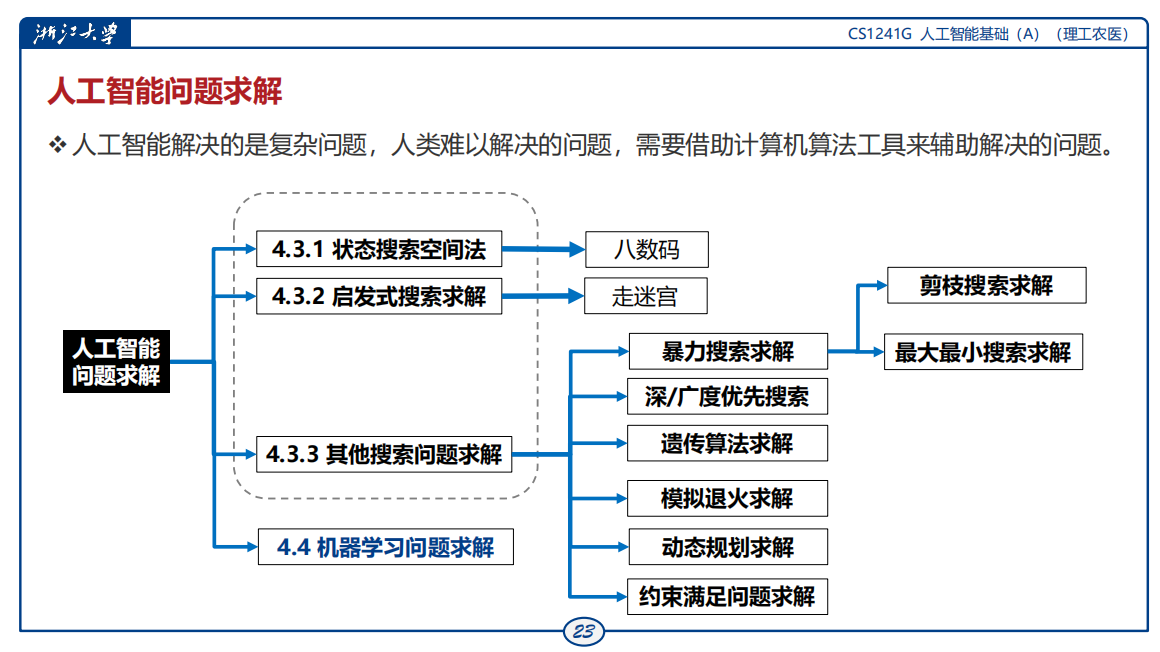 浙江大学
CS1241G 人工智能基础（A）（理工农医）
人工智能问题求解
❖ 人工智能解决的是复杂问题，人类难以解决的问题，需要借助计算机算法工具来辅助解决的问题。
4.3.1 状态搜索空间法
八数码
4.3.2 启发式搜索求解
走迷宫
剪枝搜索求解
人工智能
问题求解
暴力搜索求解
最大最小搜索求解
深/广度优先搜索
遗传算法求解
4.3.3 其他搜索问题求解
模拟退火求解
4.4 机器学习问题求解
动态规划求解
约束满足问题求解
23